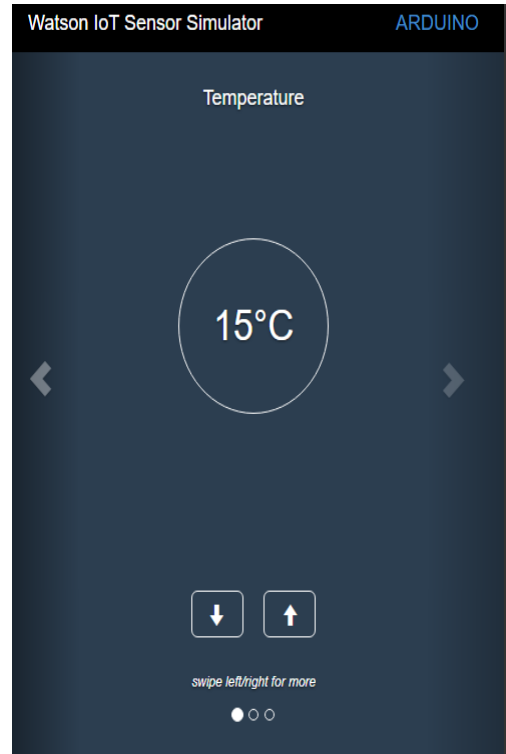 Watson IoT Sensor Simulator ARDUINO
Temperature
15°C
swipe left/right for more